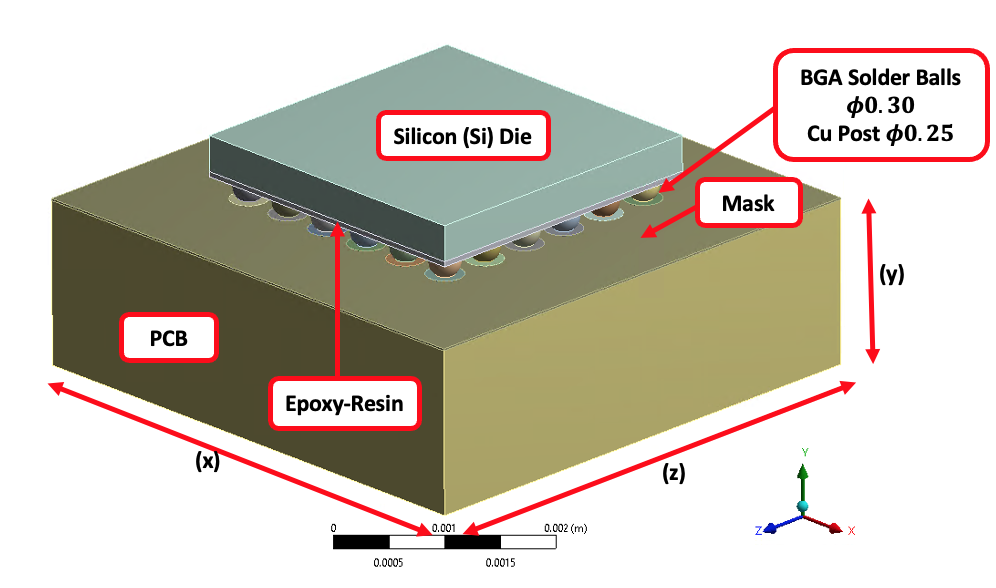 BGA Solder Balls
ϕ0.30
Cu Post ϕ0.25
Silicon (Si) Die
Mask
(y)
PCB
Epoxy-Resin
(x)
(z)
0
0.001
0.002 (m)
0.0005
0.0015
Y
Z
X